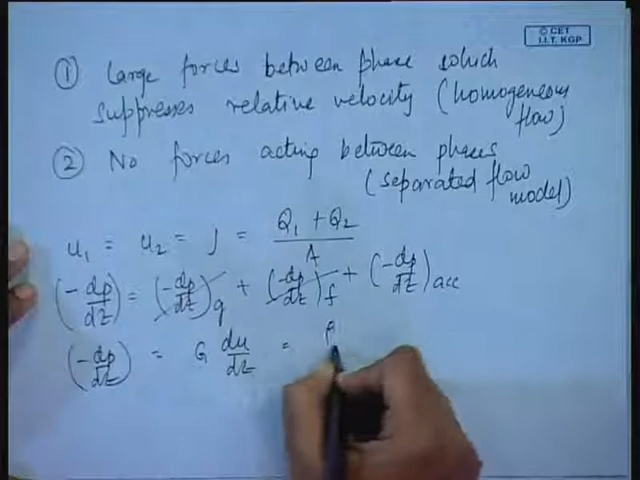 © CET
I.I.T. KGP
① Large forces between phase which
suppresses relative velocity (homogeneous
flow)
② No forces acting between phases
(separated flow
model)
u₁ = u₂ = j = (Q₁ + Q₂)/A
(-dp/dz) = (-dp/dz)g + (-dp/dz)f + (-dp/dz)acc
(-dp/dz) = G du/dz =